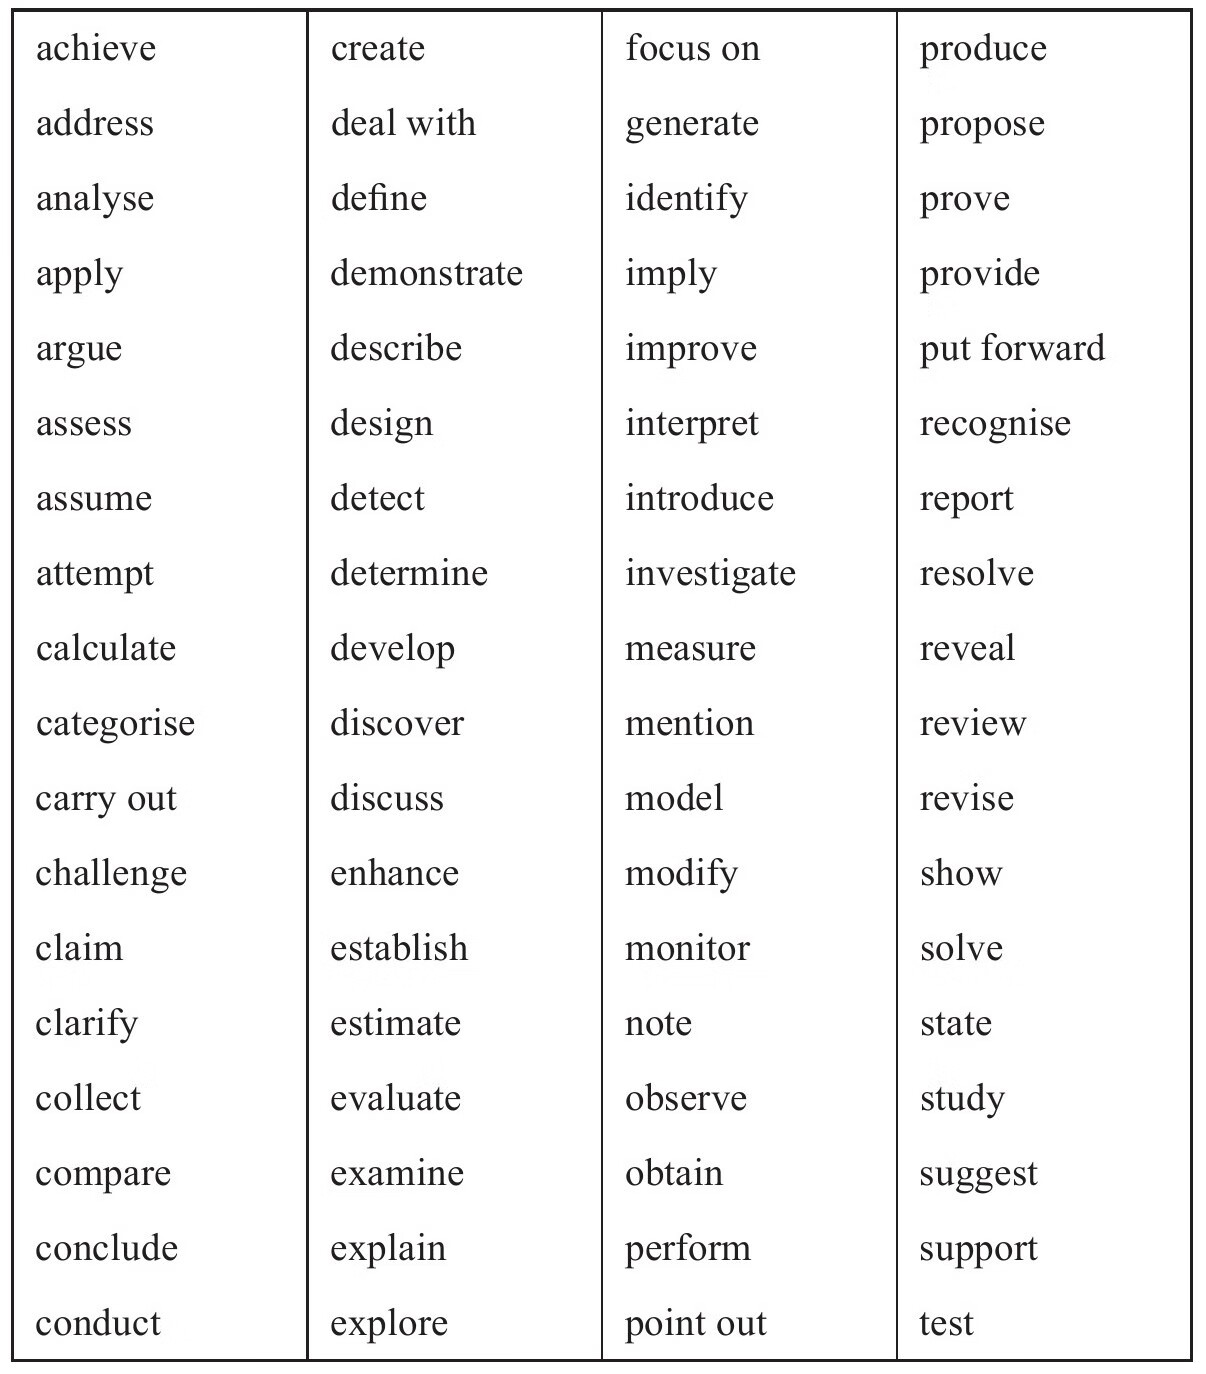 achieve create focus on produce
address deal with generate propose
analyse define identify prove
apply demonstrate imply provide
argue describe improve put forward
assess design interpret recognise
assume detect introduce report
attempt determine investigate resolve
calculate develop measure reveal
categorise discover mention review
carry out discuss model revise
challenge enhance modify show
claim establish monitor solve
clarify estimate note state
collect evaluate observe study
compare examine obtain suggest
conclude explain perform support
conduct explore point out test